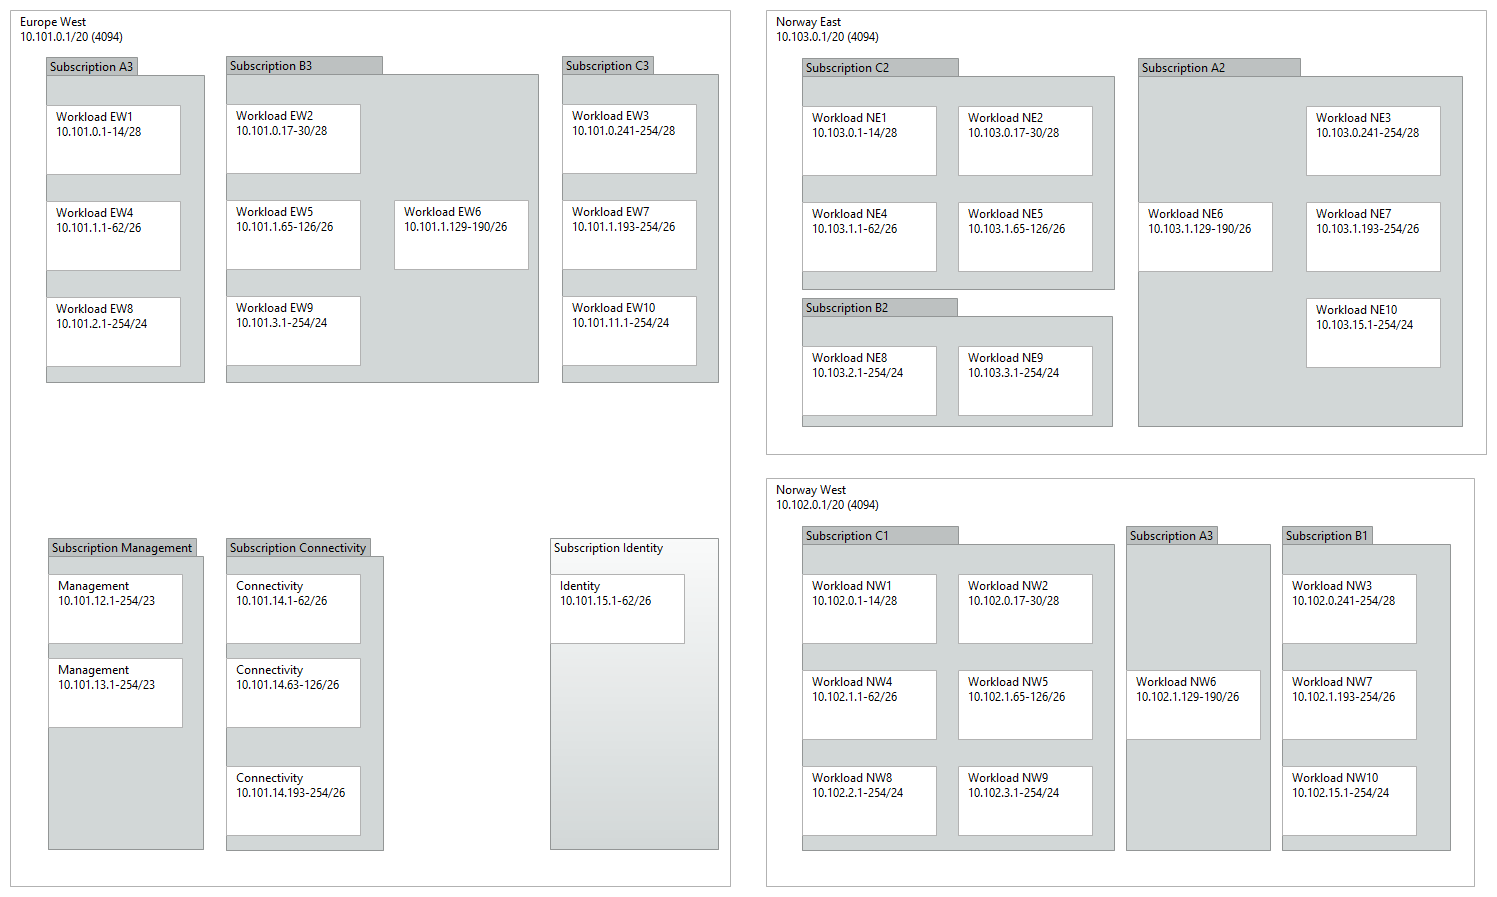 Europe West
10.101.0.1/20 (4094)
Subscription A3
Workload EW1
10.101.0.1-14/28
Workload EW4
10.101.1.1-62/26
Workload EW8
10.101.2.1-254/24
Subscription B3
Workload EW2
10.101.0.17-30/28
Workload EW5
10.101.1.65-126/26
Workload EW6
10.101.1.129-190/26
Workload EW9
10.101.3.1-254/24
Subscription C3
Workload EW3
10.101.0.241-254/28
Workload EW7
10.101.1.193-254/26
Workload EW10
10.101.11.1-254/24
Subscription Management
Management
10.101.12.1-254/23
Management
10.101.13.1-254/23
Subscription Connectivity
Connectivity
10.101.14.1-62/26
Connectivity
10.101.14.63-126/26
Connectivity
10.101.14.193-254/26
Subscription Identity
Identity
10.101.15.1-62/26
Norway East
10.103.0.1/20 (4094)
Subscription C2
Workload NE1
10.103.0.1-14/28
Workload NE2
10.103.0.17-30/28
Workload NE4
10.103.1.1-62/26
Workload NE5
10.103.1.65-126/26
Subscription B2
Workload NE8
10.103.2.1-254/24
Workload NE9
10.103.3.1-254/24
Subscription A2
Workload NE3
10.103.0.241-254/28
Workload NE6
10.103.1.129-190/26
Workload NE7
10.103.1.193-254/26
Workload NE10
10.103.15.1-254/24
Norway West
10.102.0.1/20 (4094)
Subscription C1
Workload NW1
10.102.0.1-14/28
Workload NW2
10.102.0.17-30/28
Workload NW4
10.102.1.1-62/26
Workload NW5
10.102.1.65-126/26
Workload NW8
10.102.2.1-254/24
Workload NW9
10.102.3.1-254/24
Subscription A3
Workload NW6
10.102.1.129-190/26
Subscription B1
Workload NW3
10.102.0.241-254/28
Workload NW7
10.102.1.193-254/26
Workload NW10
10.102.15.1-254/24